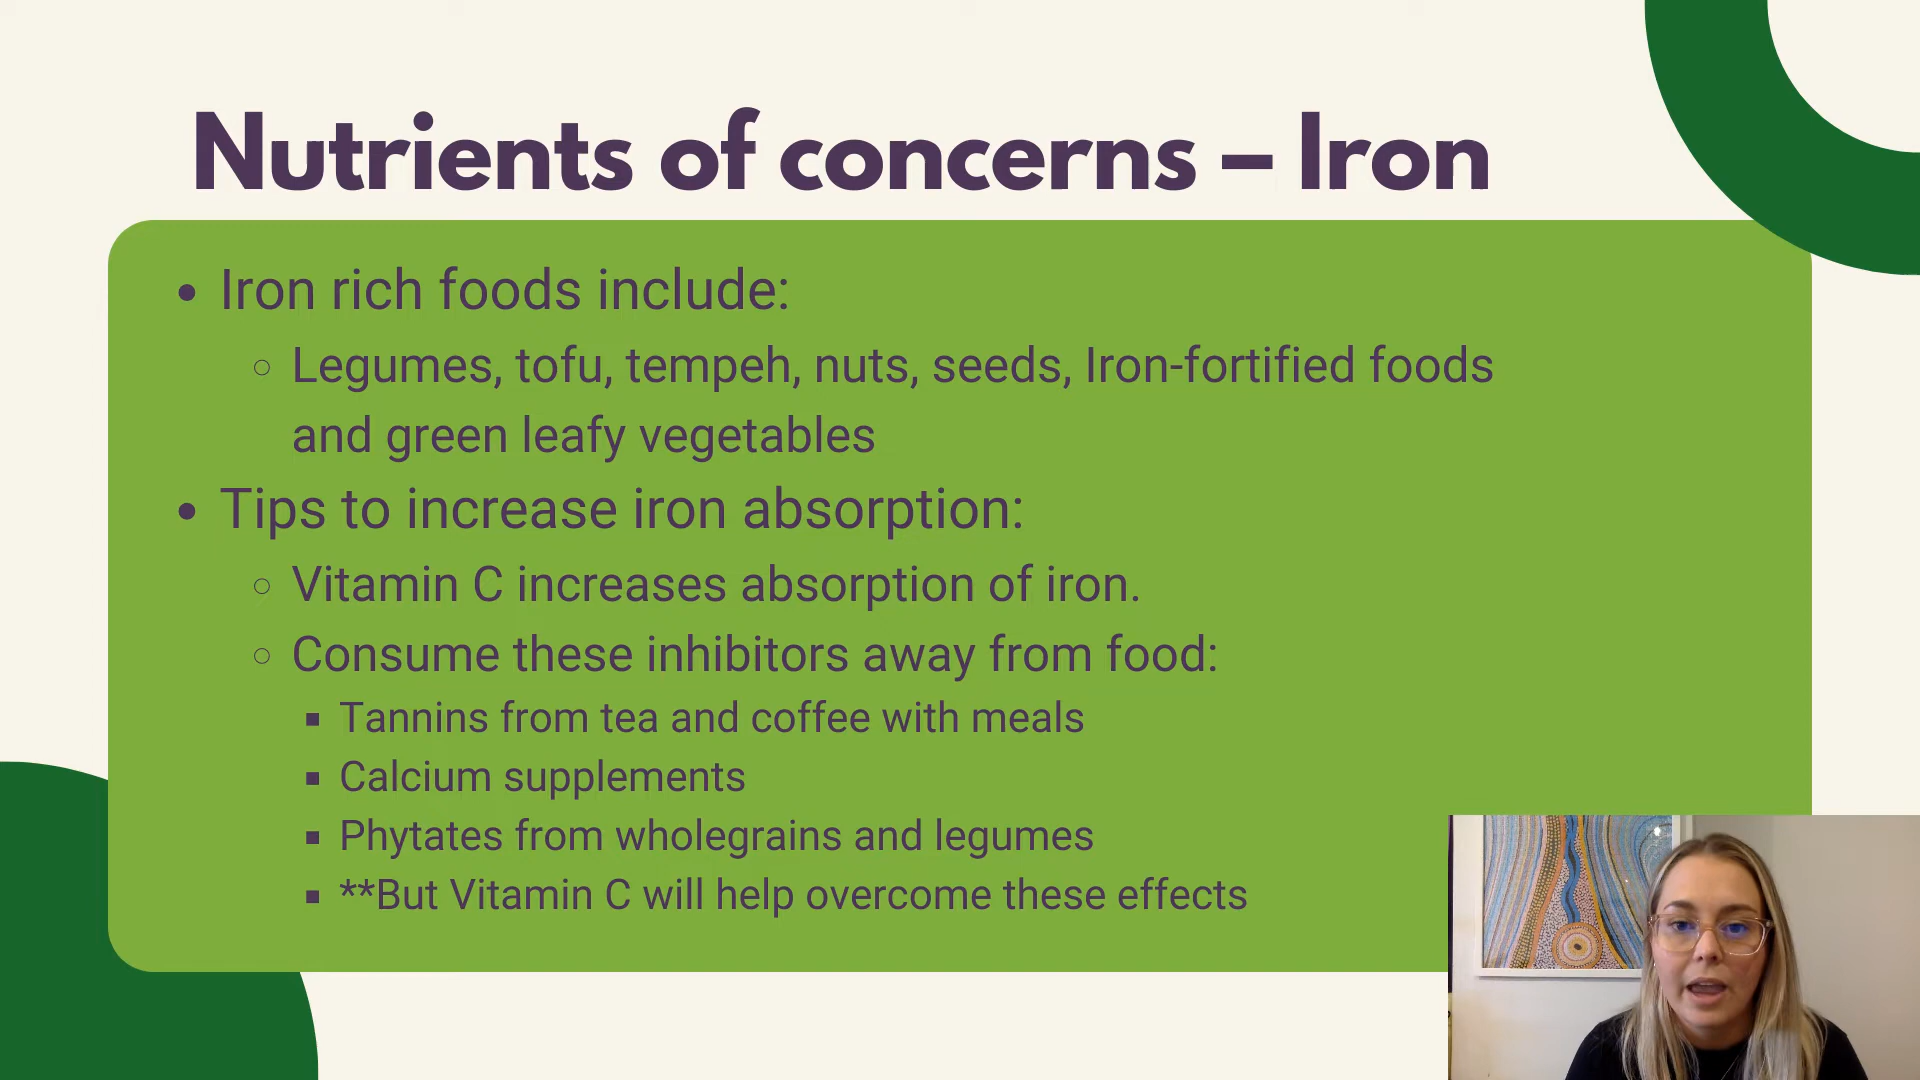 Nutrients of concerns – Iron
• Iron rich foods include:
○ Legumes, tofu, tempeh, nuts, seeds, Iron-fortified foods
and green leafy vegetables
• Tips to increase iron absorption:
○ Vitamin C increases absorption of iron.
○ Consume these inhibitors away from food:
▪ Tannins from tea and coffee with meals
▪ Calcium supplements
▪ Phytates from wholegrains and legumes
▪ **But Vitamin C will help overcome these effects